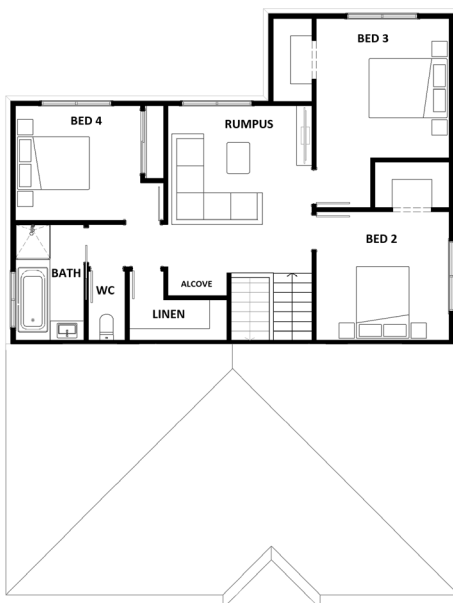 BED 3
BED 4
RUMPUS
BED 2
BATH
WC
ALCOVE
LINEN